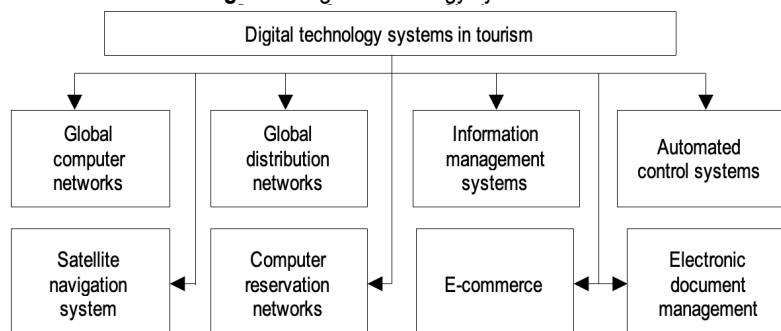 Digital technology systems in tourism
Global
computer
networks
Global
distribution
networks
Information
management
systems
Automated
control systems
Satellite
navigation
system
Computer
reservation
networks
E-commerce
Electronic
document
management